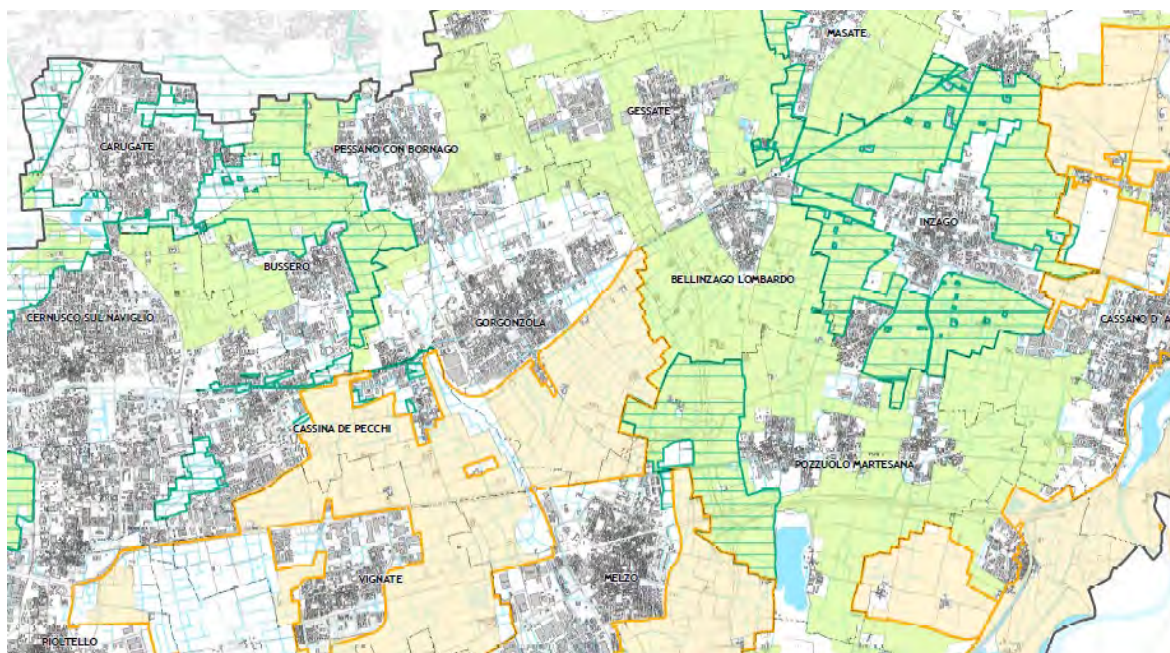 MASATE
GESSATE
CARUGATE
PESSANO CON BORNAGO
INZAGO
BUSSERO
BELLINZAGO LOMBARDO
CERNUSCO SUL NAVIGLIO
GORGONZOLA
CASSANO D' A
CASSINA DE PECCHI
POZZUOLO MARTESANA
VIGNATE
MELZO
PIOLTELLO